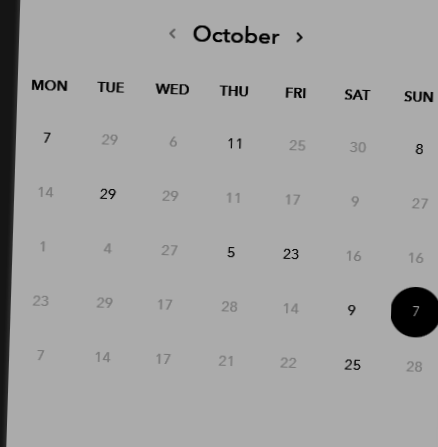 ‹ October ›
MON TUE WED THU FRI SAT SUN
7 29 6 11 25 30 8
14 29 29 11 17 9 27
1 4 27 5 23 16 16
23 29 17 28 14 9 7
7 14 17 21 22 25 28